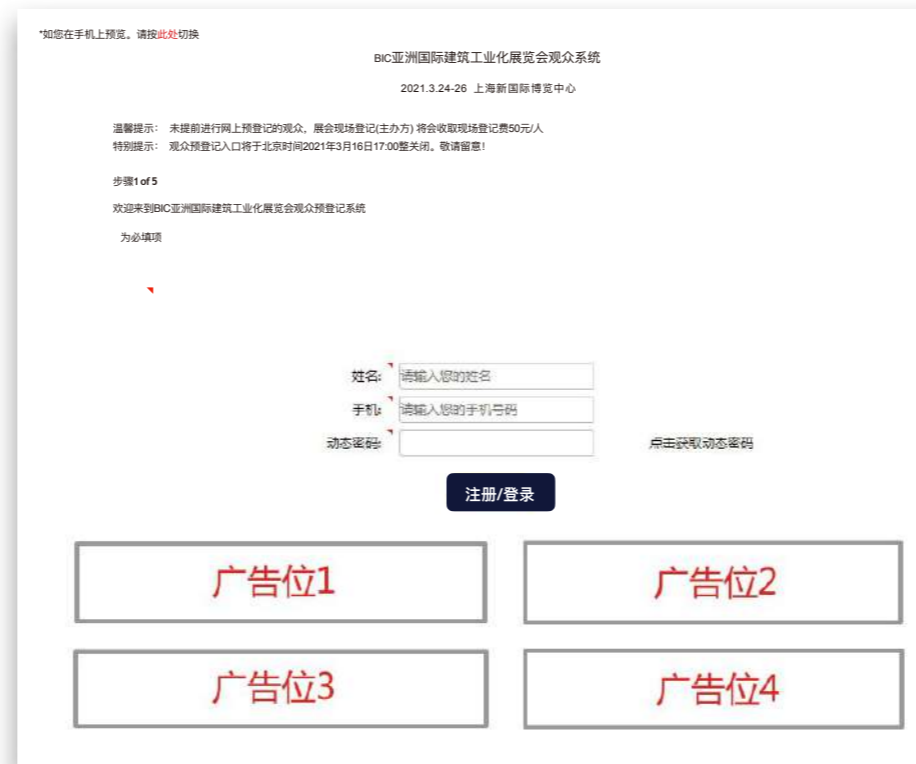 *如您在手机上预览。请按此处切换
BIC亚洲国际建筑工业化展览会观众系统
2021.3.24-26 上海新国际博览中心
温馨提示: 未提前进行网上预登记的观众, 展会现场登记(主办方) 将会收取现场登记费50元/人
特别提示: 观众预登记入口将于北京时间2021年3月16日17:00整关闭。敬请留意!
步骤1 of 5
欢迎来到BIC亚洲国际建筑工业化展览会观众预登记系统
为必填项
姓名: 请输入您的姓名
手机: 请输入您的手机号码
动态密码: 点击获取动态密码
注册/登录
广告位1 广告位2
广告位3 广告位4